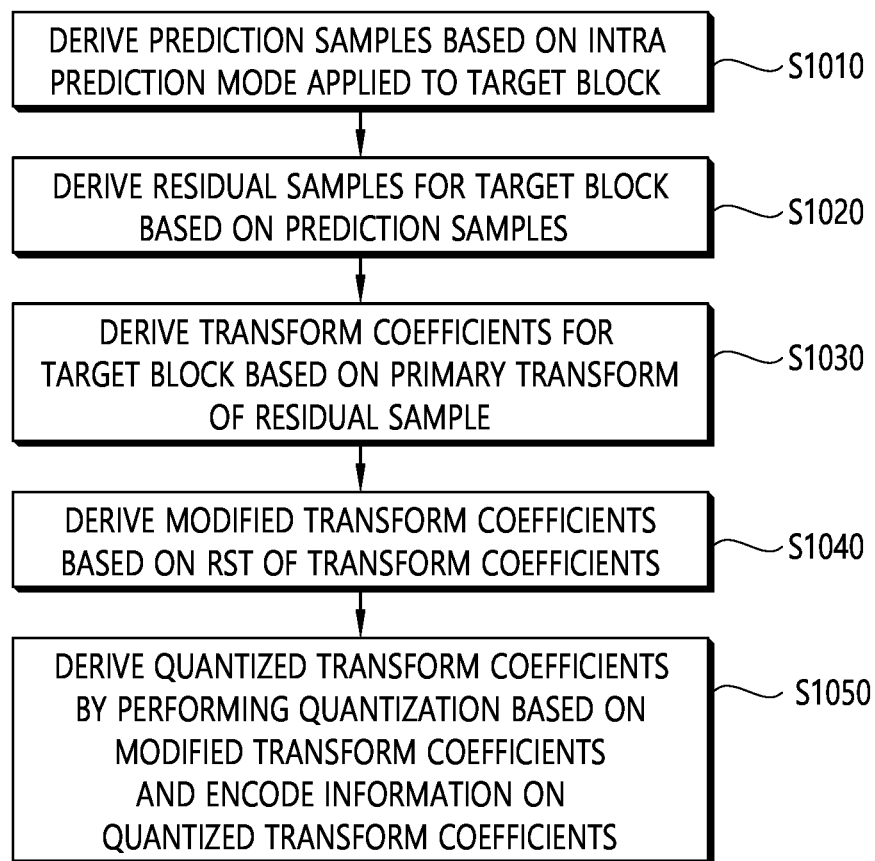 DERIVE PREDICTION SAMPLES BASED ON INTRA
PREDICTION MODE APPLIED TO TARGET BLOCK
S1010
DERIVE RESIDUAL SAMPLES FOR TARGET BLOCK
BASED ON PREDICTION SAMPLES
S1020
DERIVE TRANSFORM COEFFICIENTS FOR
TARGET BLOCK BASED ON PRIMARY TRANSFORM
OF RESIDUAL SAMPLE
S1030
DERIVE MODIFIED TRANSFORM COEFFICIENTS
BASED ON RST OF TRANSFORM COEFFICIENTS
S1040
DERIVE QUANTIZED TRANSFORM COEFFICIENTS
BY PERFORMING QUANTIZATION BASED ON
MODIFIED TRANSFORM COEFFICIENTS
AND ENCODE INFORMATION ON
QUANTIZED TRANSFORM COEFFICIENTS
S1050